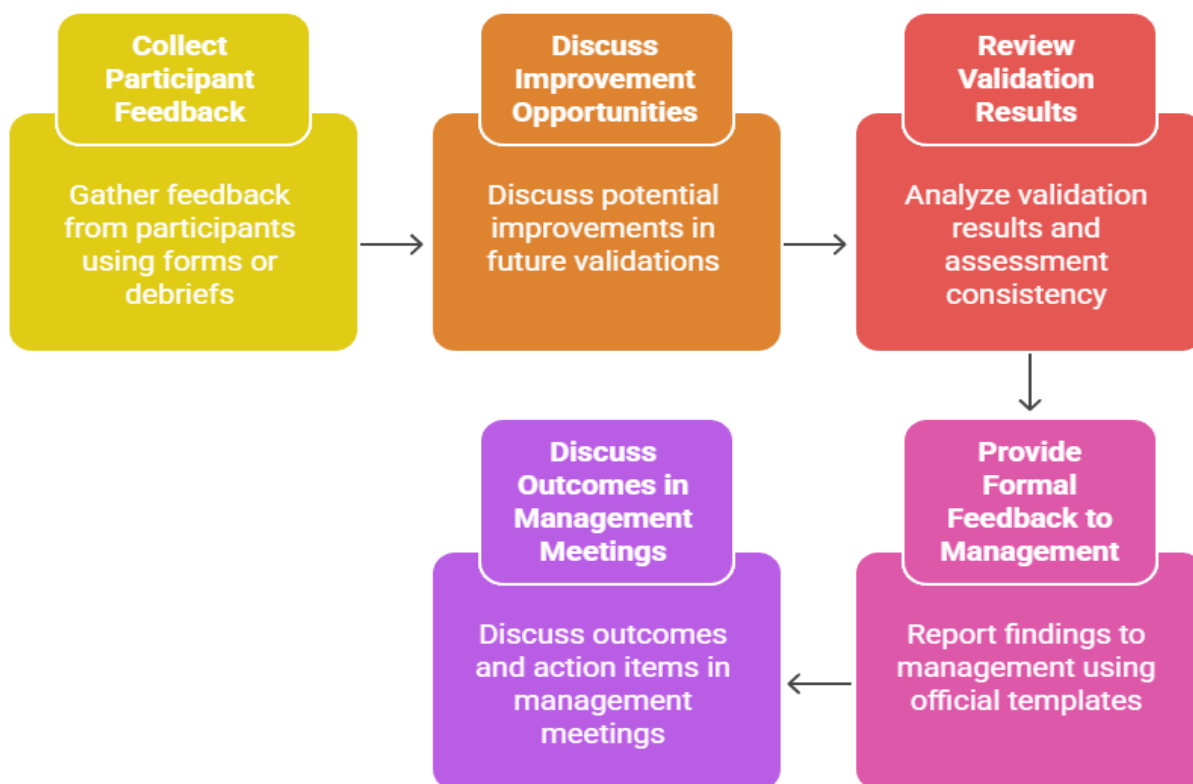 Collect
Participant
Feedback
Gather feedback
from participants
using forms or
debriefs
Discuss
Improvement
Opportunities
Discuss potential
improvements in
future validations
Review
Validation
Results
Analyze validation
results and
assessment
consistency
Provide
Formal
Feedback to
Management
Report findings to
management using
official templates
Discuss
Outcomes in
Management
Meetings
Discuss outcomes
and action items in
management
meetings